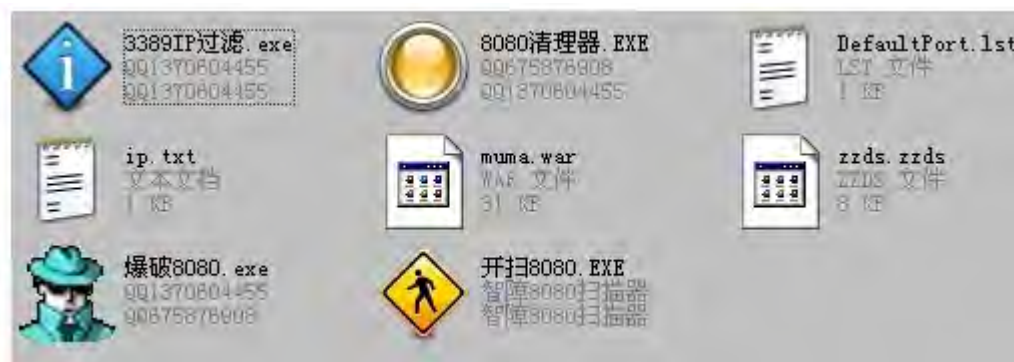 3389IP过滤.exe
QQ1370604455
QQ1370604455
8080清理器.EXE
QQ675876908
QQ1370604455
DefaultPort.lst
LST 文件
1 KB
ip.txt
文本文档
1 KB
muma.war
WAR 文件
31 KB
zzds.zzds
ZZDS 文件
8 KB
爆破8080.exe
QQ1370604455
QQ675876908
开扫8080.EXE
智障8080扫描器
智障8080扫描器